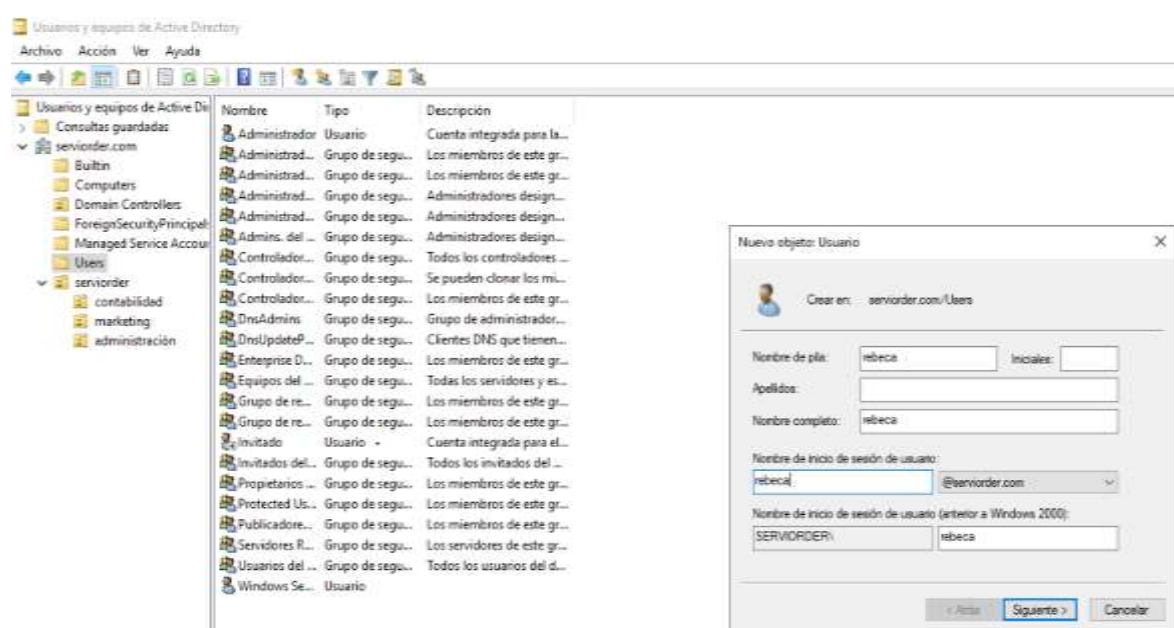 Usuarios y equipos de Active Directory
Archivo Acción Ver Ayuda
Usuarios y equipos de Active Dir
Consultas guardadas
serviorder.com
Builtin
Computers
Domain Controllers
ForeignSecurityPrincipals
Managed Service Accour
Users
serviorder
contabilidad
marketing
administración
Nombre Tipo Descripción
Administrador Usuario Cuenta integrada para la...
Administrad... Grupo de segu... Los miembros de este gr...
Administrad... Grupo de segu... Los miembros de este gr...
Administrad... Grupo de segu... Administradores design...
Administrad... Grupo de segu... Administradores design...
Admins. del ... Grupo de segu... Administradores design...
Controlador... Grupo de segu... Todos los controladores ...
Controlador... Grupo de segu... Se pueden clonar los mi...
Controlador... Grupo de segu... Los miembros de este gr...
DnsAdmins Grupo de segu... Grupo de administrador...
DnsUpdateP... Grupo de segu... Clientes DNS que tienen...
Enterprise D... Grupo de segu... Los miembros de este gr...
Equipos del ... Grupo de segu... Todas los servidores y es...
Grupo de re... Grupo de segu... Los miembros de este gr...
Grupo de re... Grupo de segu... Los miembros de este gr...
Invitado Usuario Cuenta integrada para el...
Invitados del... Grupo de segu... Todos los invitados del ...
Propietarios ... Grupo de segu... Los miembros de este gr...
Protected Us... Grupo de segu... Los miembros de este gr...
Publicadore... Grupo de segu... Los miembros de este gr...
Servidores R... Grupo de segu... Los servidores de este gr...
Usuarios del ... Grupo de segu... Todos los usuarios del d...
Windows Se... Usuario
Nuevo objeto: Usuario
Crear en: serviorder.com/Users
Nombre de pila: rebeca Iniciales:
Apellidos:
Nombre completo: rebeca
Nombre de inicio de sesión de usuario:
rebeca @serviorder.com
Nombre de inicio de sesión de usuario (anterior a Windows 2000):
SERVIORDER\ rebeca
< Atrás Siguiente > Cancelar